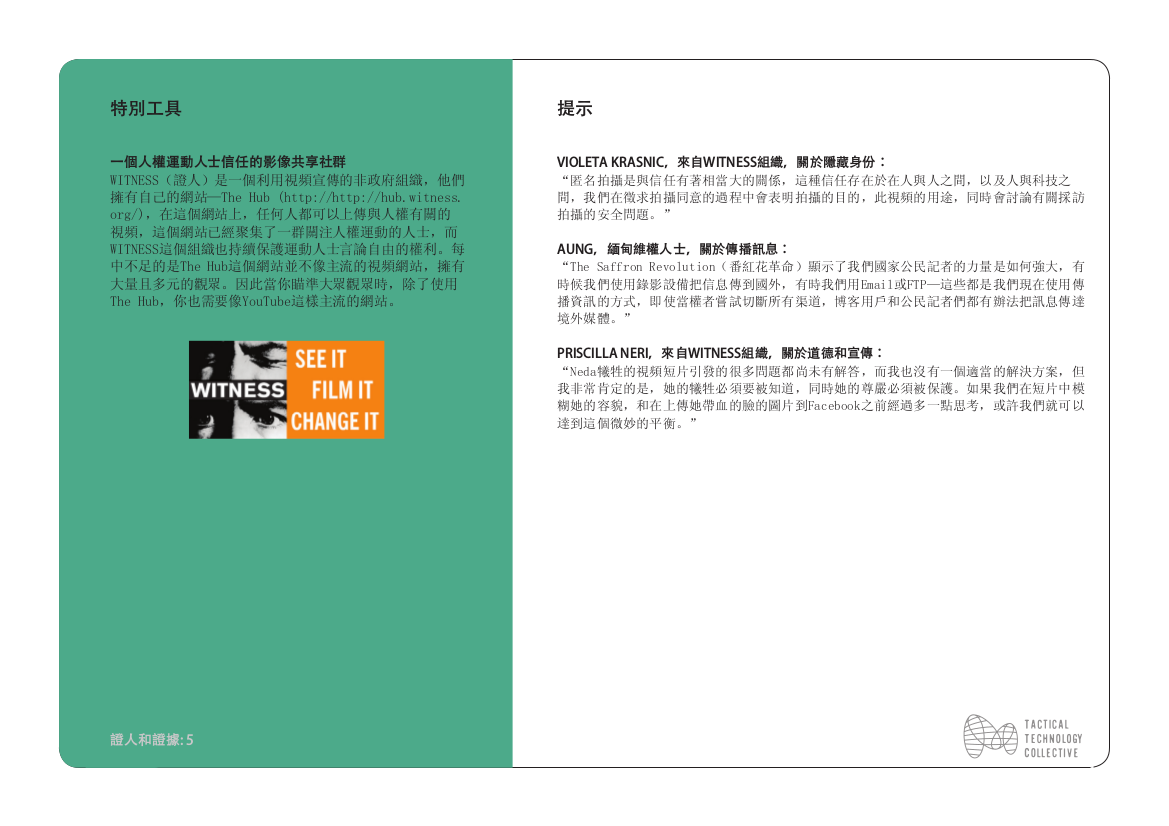 特別工具
一個人權運動人士信任的影像共享社群
WITNESS（證人）是一個利用視頻宣傳的非政府組織，他們
擁有自己的網站—The Hub (http://http://hub.witness.
org/)，在這個網站上，任何人都可以上傳與人權有關的
視頻，這個網站已經聚集了一群關注人權運動的人士，而
WITNESS這個組織也持續保護運動人士言論自由的權利。每
中不足的是The Hub這個網站並不像主流的視頻網站，擁有
大量且多元的觀眾。因此當你瞄準大眾觀眾時，除了使用
The Hub，你也需要像YouTube這樣主流的網站。
WITNESS
SEE IT
FILM IT
CHANGE IT
證人和證據: 5
提示
VIOLETA KRASNIC，來自WITNESS組織，關於隱藏身份：
“匿名拍攝是與信任有著相當大的關係，這種信任存在於在人與人之間，以及人與科技之
間，我們在徵求拍攝同意的過程中會表明拍攝的目的，此視頻的用途，同時會討論有關採訪
拍攝的安全問題。”
AUNG，緬甸維權人士，關於傳播訊息：
“The Saffron Revolution（番紅花革命）顯示了我們國家公民記者的力量是如何強大，有
時候我們使用錄影設備把信息傳到國外，有時我們用Email或FTP—這些都是我們現在使用傳
播資訊的方式，即使當權者嘗試切斷所有渠道，博客用戶和公民記者們都有辦法把訊息傳達
境外媒體。”
PRISCILLA NERI，來自WITNESS組織，關於道德和宣傳：
“Neda犧牲的視頻短片引發的很多問題都尚未有解答，而我也沒有一個適當的解決方案，但
我非常肯定的是，她的犧牲必須要被知道，同時她的尊嚴必須被保護。如果我們在短片中模
糊她的容貌，和在上傳她帶血的臉的圖片到Facebook之前經過多一點思考，或許我們就可以
達到這個微妙的平衡。”
TACTICAL
TECHNOLOGY
COLLECTIVE